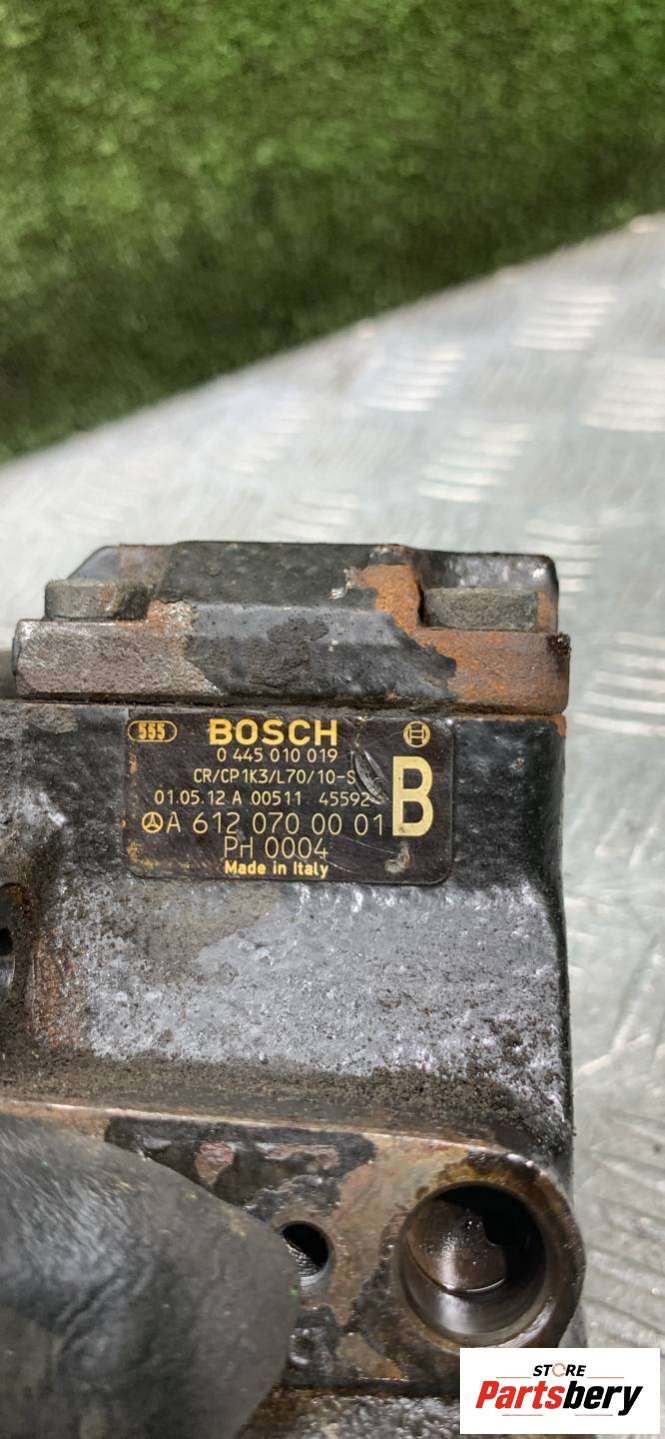 555 BOSCH
0 445 010 019
CR/CP1K3/L70/10-S
01.05.12 A 00511 45592
B
A 612 070 00 01
PH 0004
Made in Italy
STORE
Partsbery